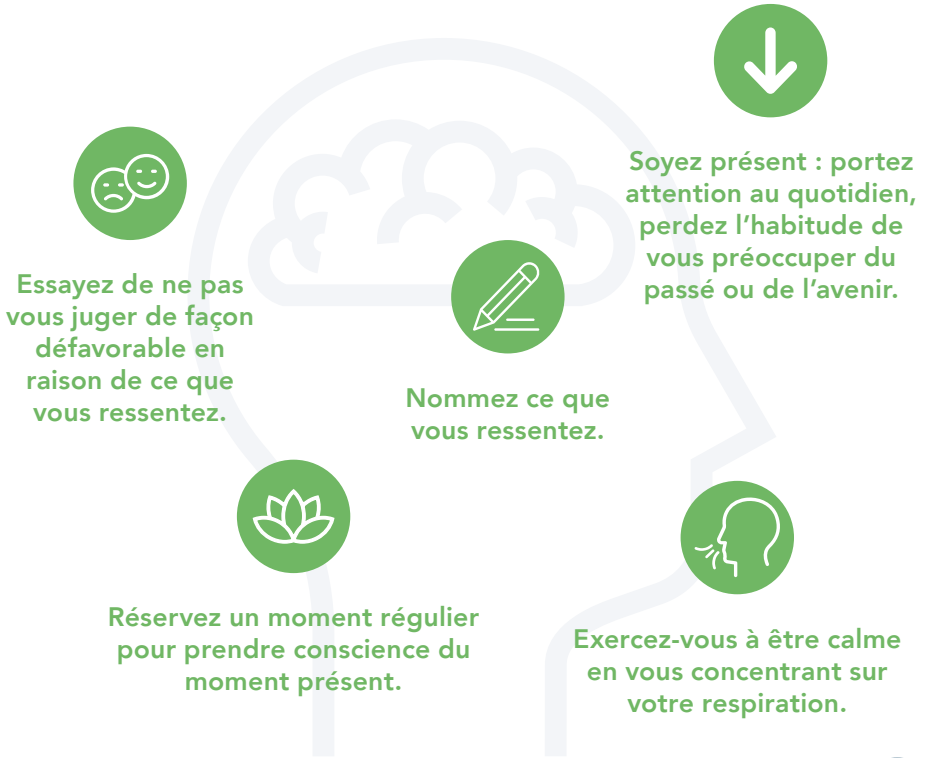 Soyez présent : portez
attention au quotidien,
perdez l’habitude de
vous préoccuper du
passé ou de l’avenir.
Essayez de ne pas
vous juger de façon
défavorable en
raison de ce que
vous ressentez.
Nommez ce que
vous ressentez.
Réservez un moment régulier
pour prendre conscience du
moment présent.
Exercez-vous à être calme
en vous concentrant sur
votre respiration.